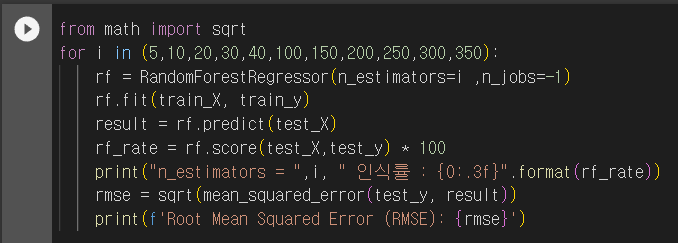 from math import sqrt
for i in (5,10,20,30,40,100,150,200,250,300,350):
    rf = RandomForestRegressor(n_estimators=i ,n_jobs=-1)
    rf.fit(train_X, train_y)
    result = rf.predict(test_X)
    rf_rate = rf.score(test_X,test_y) * 100
    print("n_estimators = ",i, " 인식률 : {0:.3f}".format(rf_rate))
    rmse = sqrt(mean_squared_error(test_y, result))
    print(f'Root Mean Squared Error (RMSE): {rmse}')